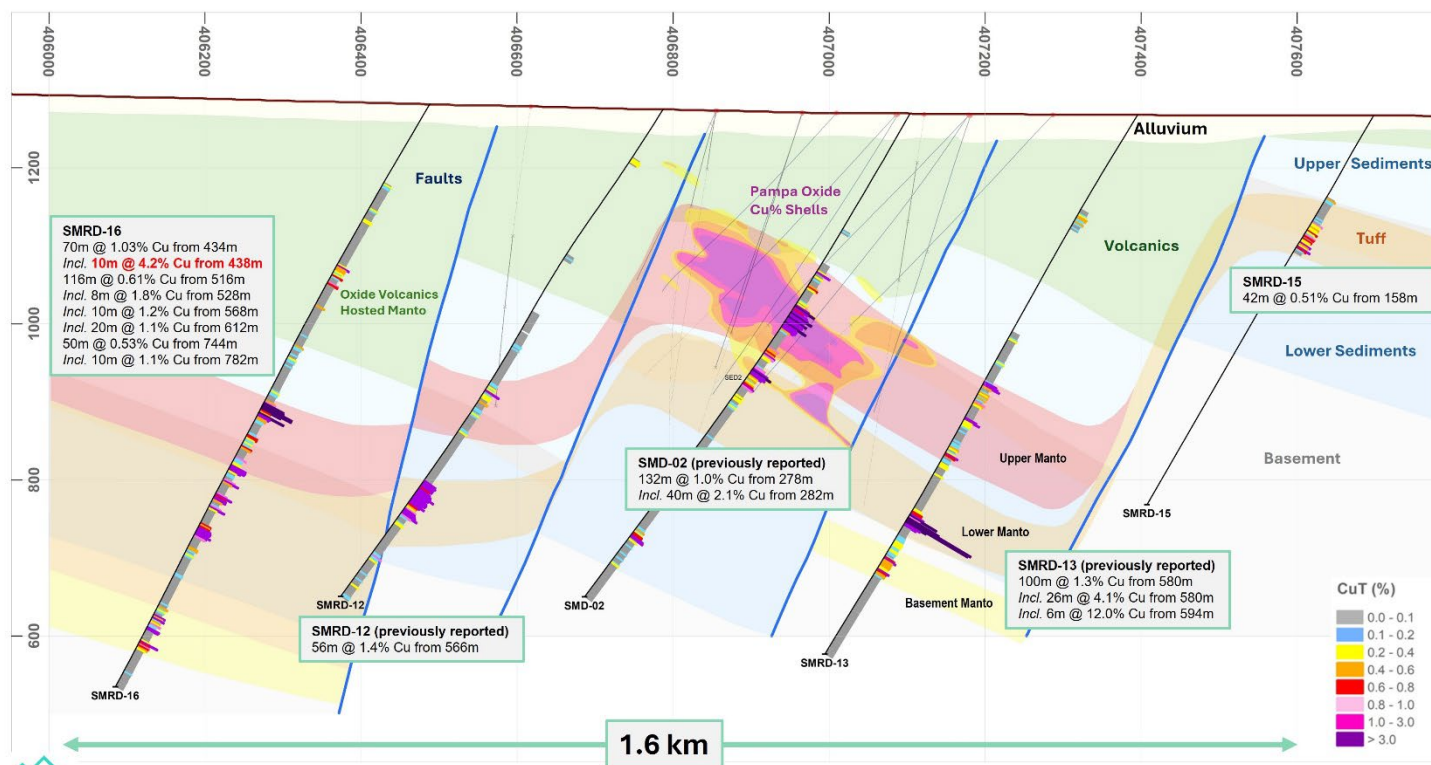 406000
406200
406400
406600
406800
407000
407200
407400
407600
1200
1000
800
600
Alluvium
Upper Sediments
Faults
Pampa Oxide
Cu% Shells
Volcanics
Tuff
SMRD-16
70m @ 1.03% Cu from 434m
Incl. 10m @ 4.2% Cu from 438m
116m @ 0.61% Cu from 516m
Incl. 8m @ 1.8% Cu from 528m
Incl. 10m @ 1.2% Cu from 568m
Incl. 20m @ 1.1% Cu from 612m
50m @ 0.53% Cu from 744m
Incl. 10m @ 1.1% Cu from 782m
Oxide Volcanics
Hosted Manto
SMRD-15
42m @ 0.51% Cu from 158m
Lower Sediments
SED2
SMD-02 (previously reported)
132m @ 1.0% Cu from 278m
Incl. 40m @ 2.1% Cu from 282m
Upper Manto
Basement
SMRD-15
Lower Manto
SMRD-13 (previously reported)
100m @ 1.3% Cu from 580m
Incl. 26m @ 4.1% Cu from 580m
Incl. 6m @ 12.0% Cu from 594m
Basement Manto
SMRD-12
SMD-02
SMRD-12 (previously reported)
56m @ 1.4% Cu from 566m
SMRD-13
SMRD-16
CuT (%)
0.0 - 0.1
0.1 - 0.2
0.2 - 0.4
0.4 - 0.6
0.6 - 0.8
0.8 - 1.0
1.0 - 3.0
> 3.0
1.6 km